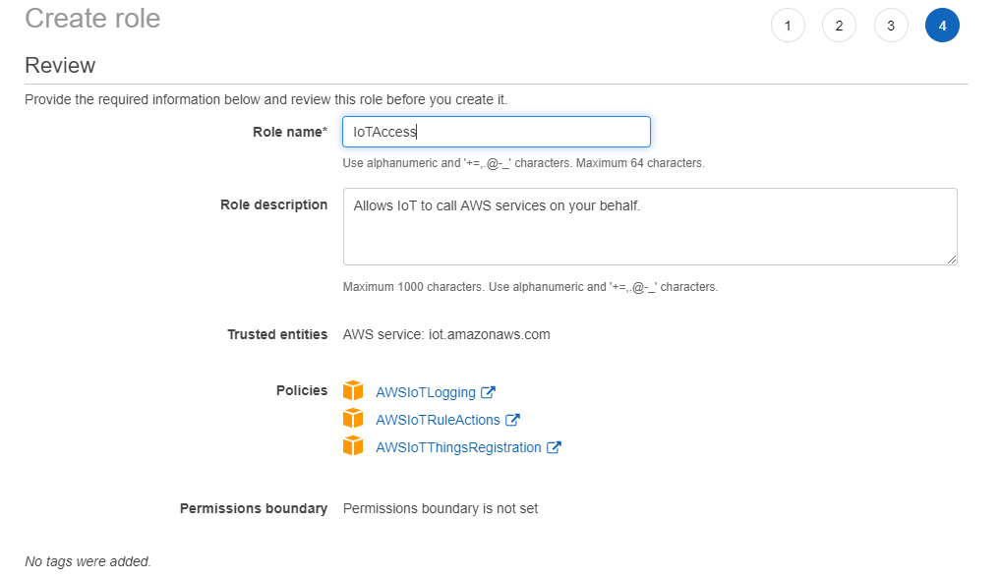 Create role
1 2 3 4
Review
Provide the required information below and review this role before you create it.
Role name* IoTAccess
Use alphanumeric and '+=,.@-_' characters. Maximum 64 characters.
Role description Allows IoT to call AWS services on your behalf.
Maximum 1000 characters. Use alphanumeric and '+=,.@-_' characters.
Trusted entities AWS service: iot.amazonaws.com
Policies AWSIoTLogging
AWSIoTRuleActions
AWSIoTThingsRegistration
Permissions boundary Permissions boundary is not set
No tags were added.